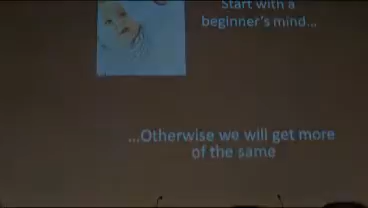 Start with a
beginner's mind...
...Otherwise we will get more
of the same